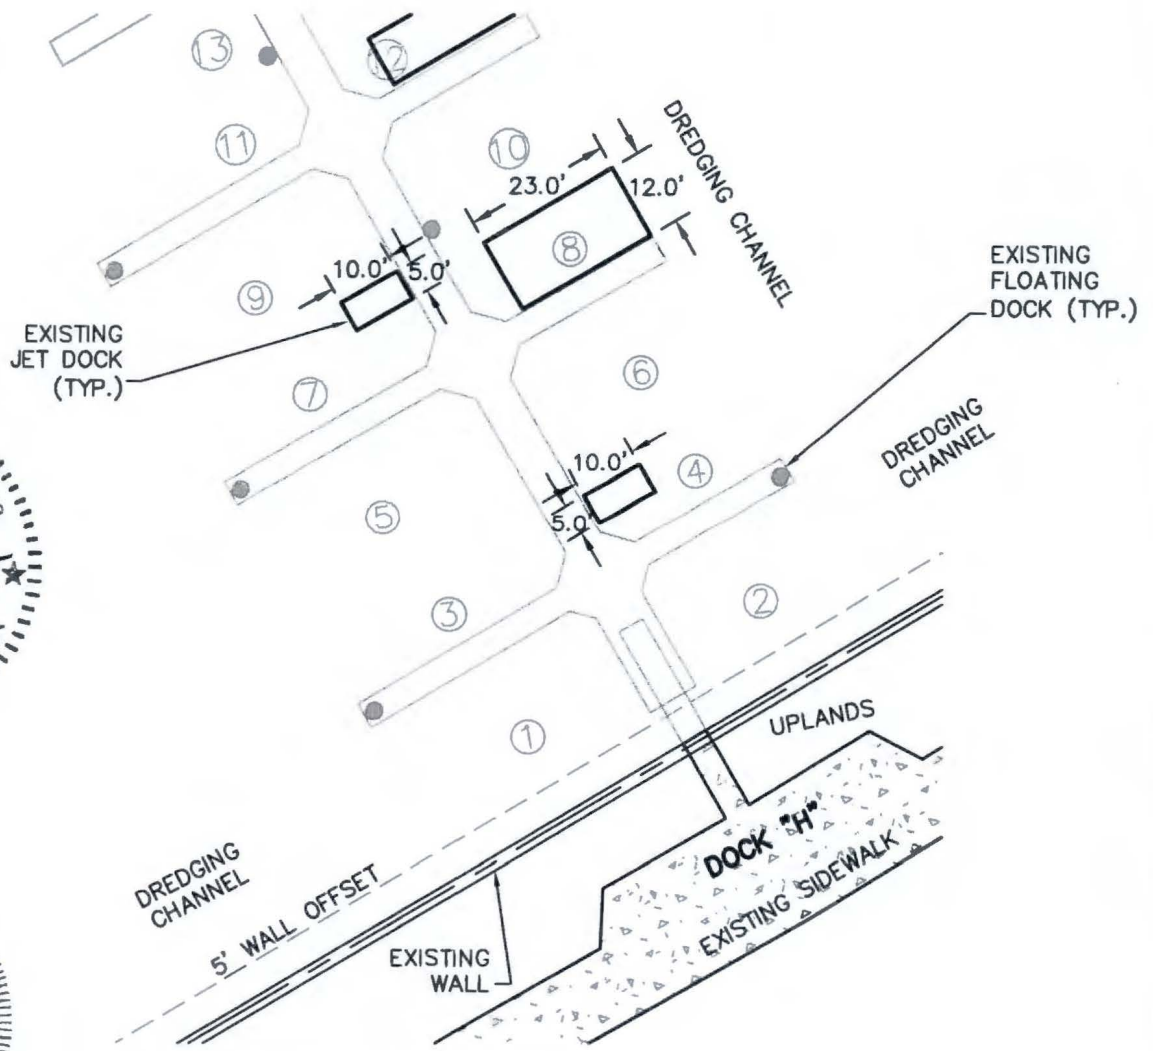 13
12
11
10
DREDGING CHANNEL
23.0'
12.0'
8
10.0'
5.0'
9
EXISTING
FLOATING
DOCK (TYP.)
EXISTING
JET DOCK
(TYP.)
7
6
DREDGING
CHANNEL
10.0'
4
5.0'
5
3
2
1
UPLANDS
DOCK "H"
EXISTING SIDEWALK
DREDGING
CHANNEL
5' WALL OFFSET
EXISTING
WALL